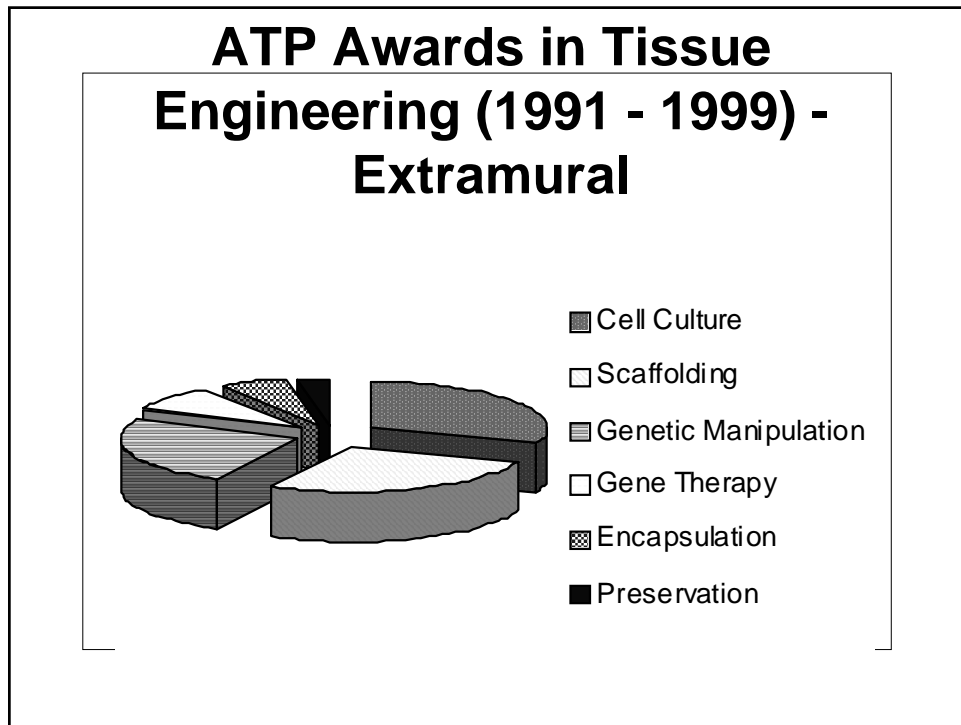 ATP Awards in Tissue
Engineering (1991 - 1999) -
Extramural
Cell Culture
Scaffolding
Genetic Manipulation
Gene Therapy
Encapsulation
Preservation